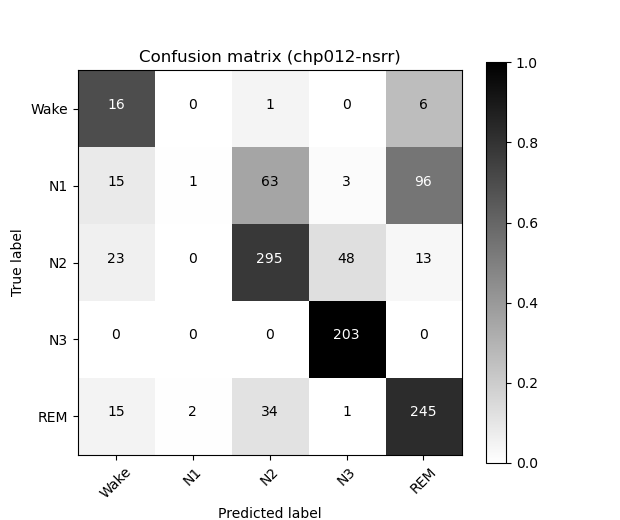 Confusion matrix (chp012-nsrr)
True label
Wake 16 0 1 0 6
N1 15 1 63 3 96
N2 23 0 295 48 13
N3 0 0 0 203 0
REM 15 2 34 1 245
Wake N1 N2 N3 REM
Predicted label
1.0
0.8
0.6
0.4
0.2
0.0